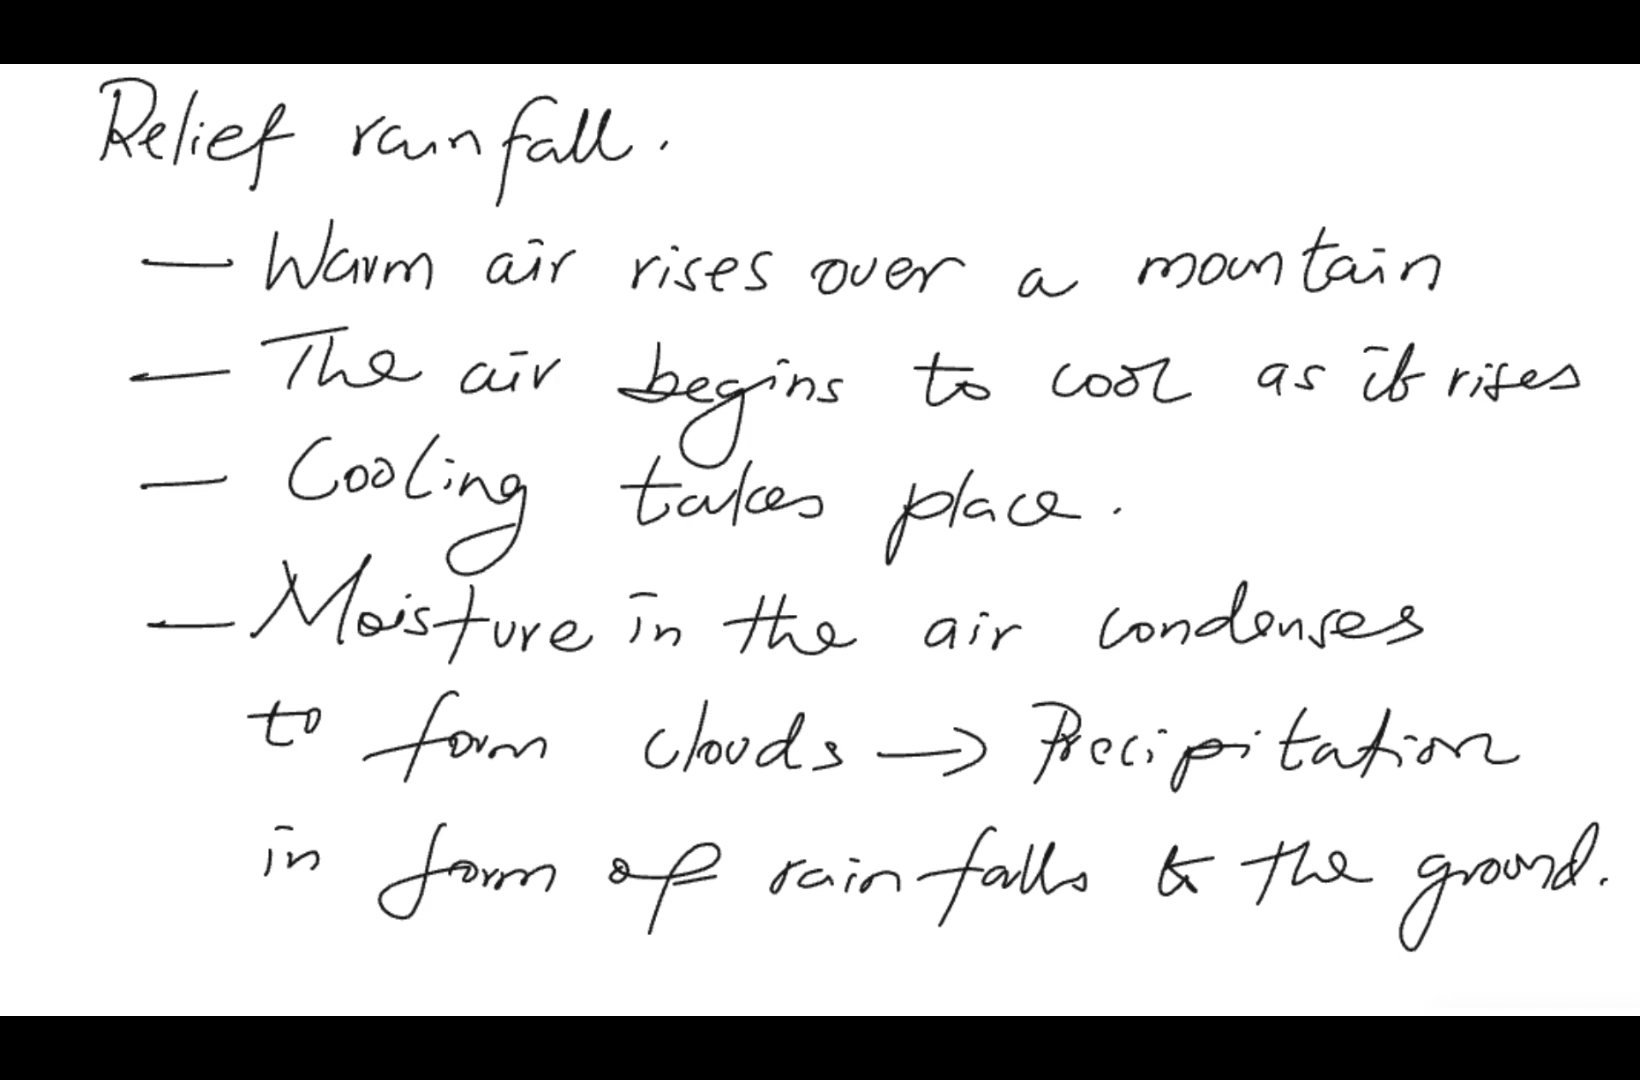 Relief rainfall.
— Warm air rises over a mountain
— The air begins to cool as it rises
— Cooling takes place.
— Moisture in the air condenses
to form clouds → Precipitation
in form of rain falls to the ground.